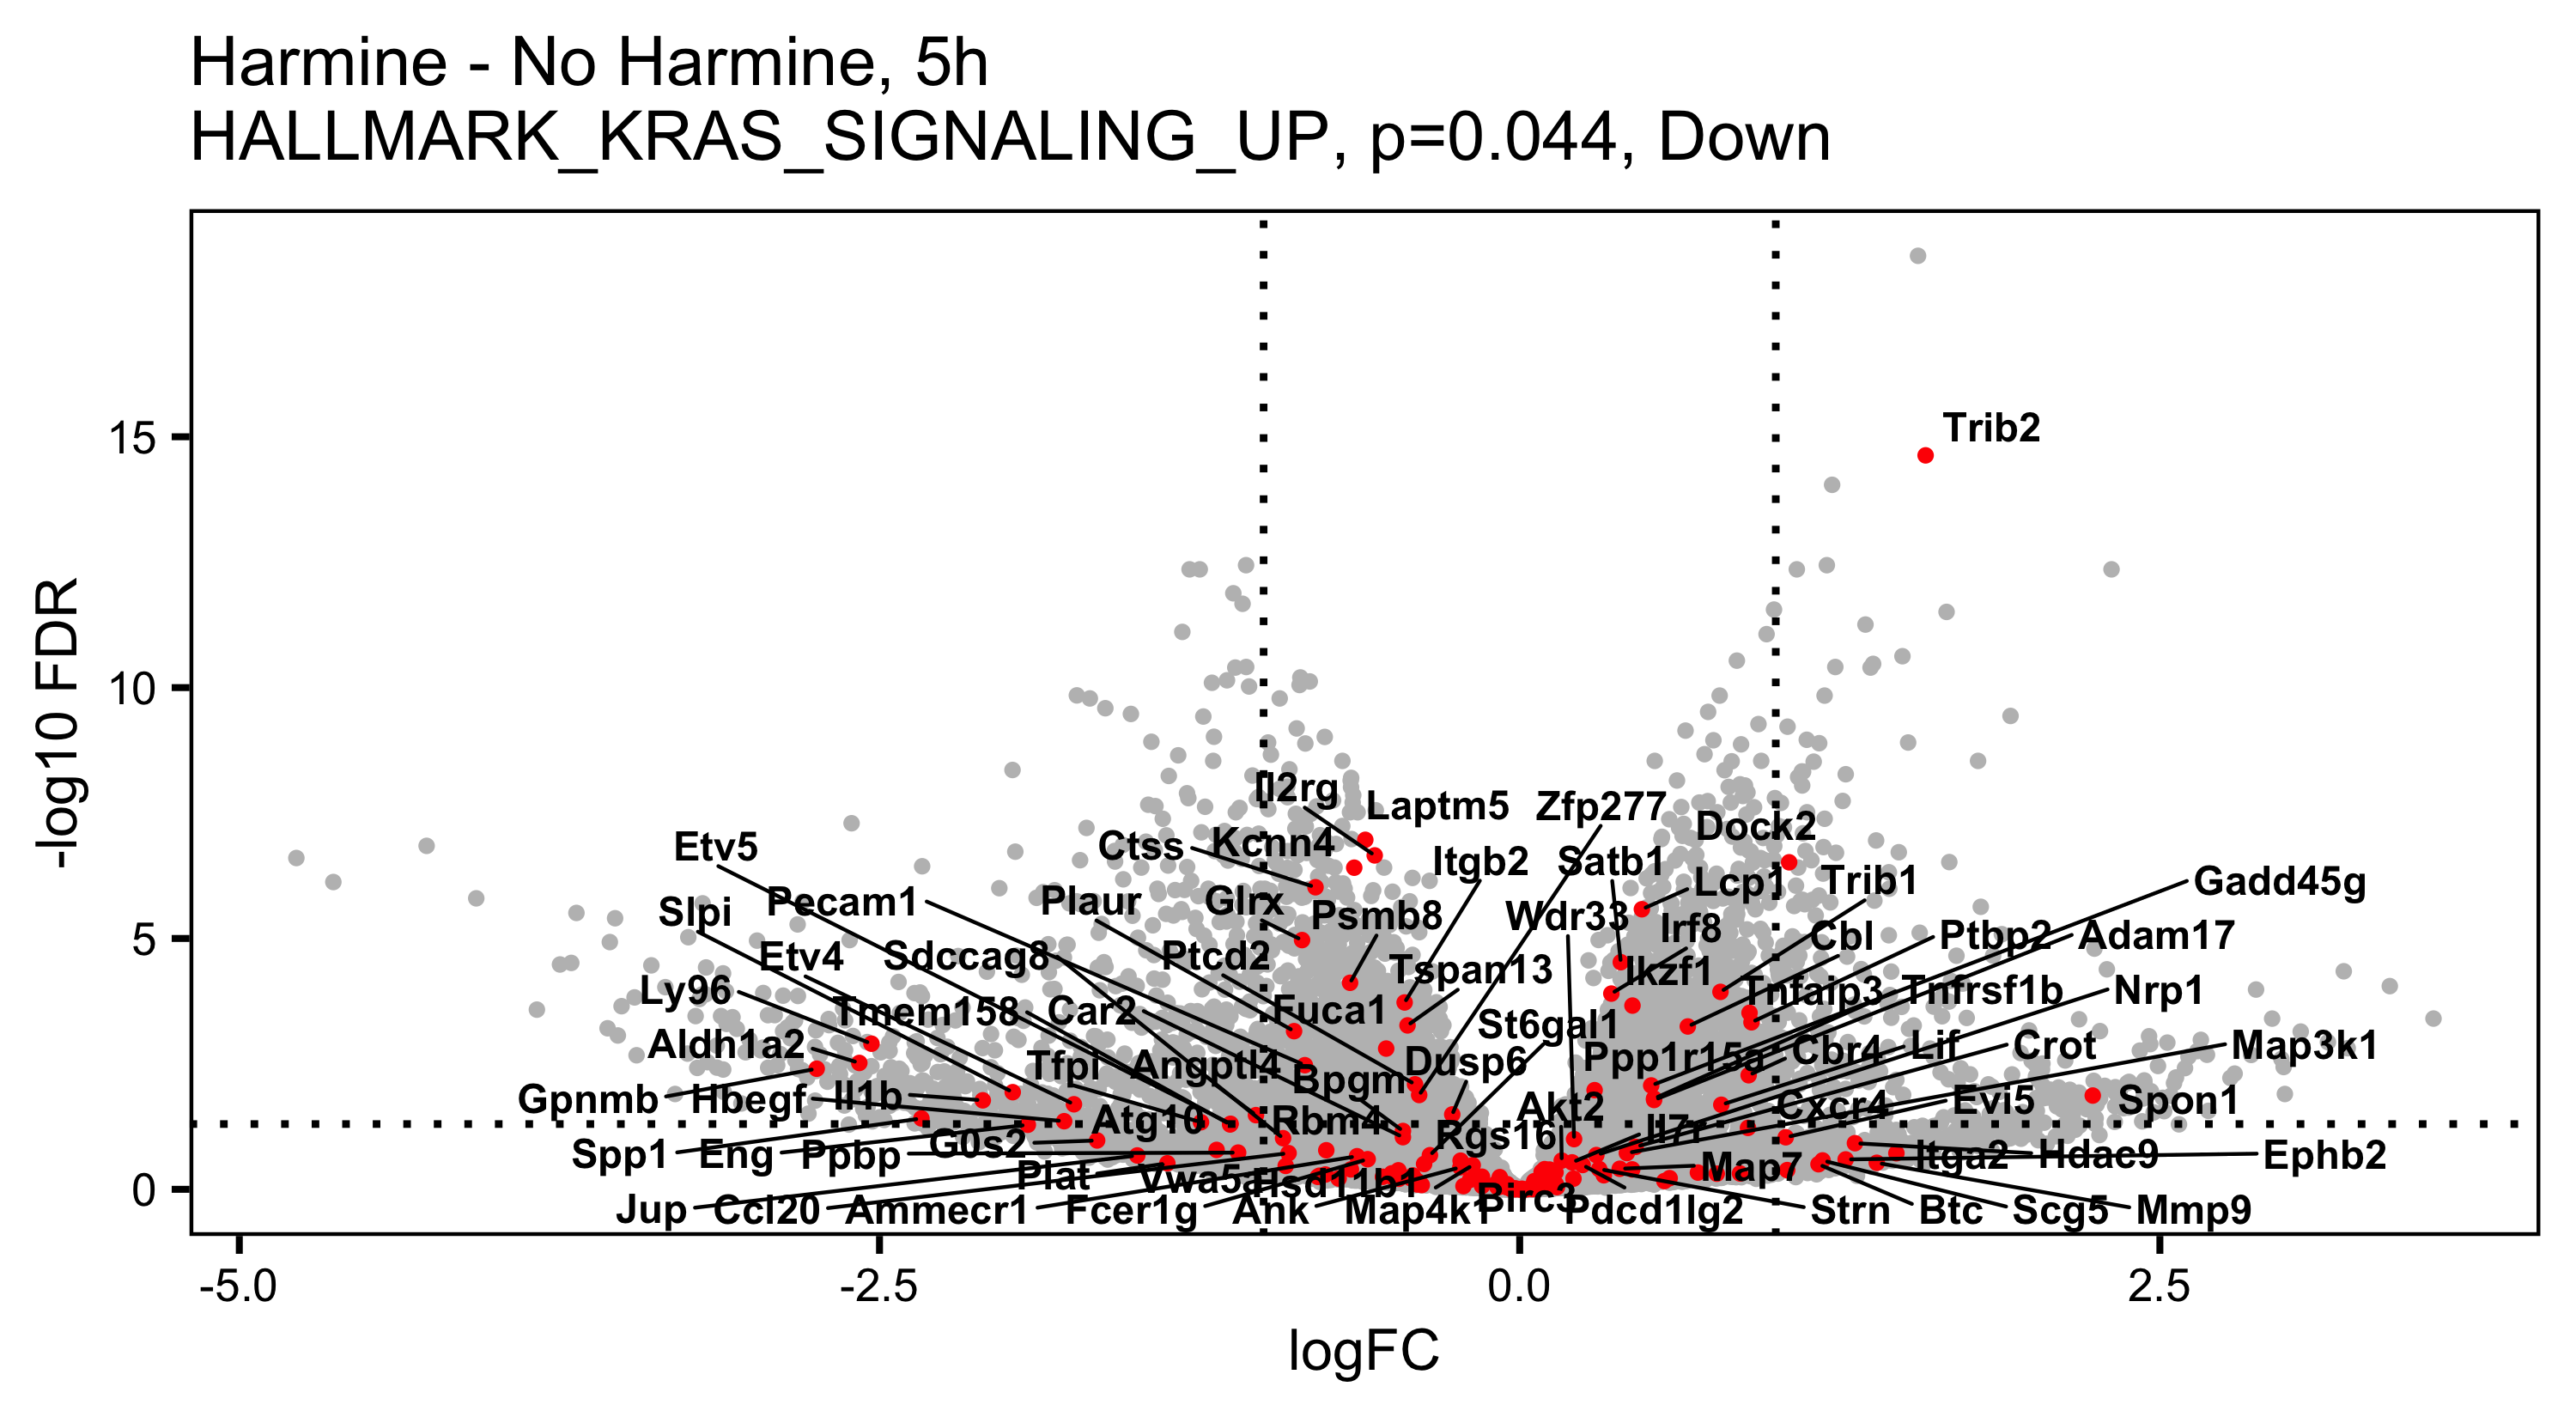 Harmine - No Harmine, 5h
HALLMARK_KRAS_SIGNALING_UP, p=0.044, Down
-log10 FDR
15
10
5
0
Trib2
Il2rg
Laptm5
Zfp277
Dock2
Etv5
Ctss
Kcnn4
Itgb2
Satb1
Lcp1
Trib1
Gadd45g
Slpi
Pecam1
Plaur
Glrx
Psmb8
Wdr33
Irf8
Cbl
Ptbp2
Adam17
Etv4
Sdccag8
Ptcd2
Tspan13
Ikzf1
Tnfaip3
Tnfrsf1b
Nrp1
Ly96
Tmem158
Car2
Fuca1
St6gal1
Aldh1a2
Tfpi
Angptl4
Bpgm
Dusp6
Ppp1r15a
Cbr4
Lif
Crot
Map3k1
Gpnmb
Hbegf
Il1b
Atg10
Rbm4
Akt2
Il7r
Cxcr4
Evi5
Spon1
Spp1
Eng
Ppbp
G0s2
Plat
Vwa5a
Hsd11b1
Rgs16
Birc3
Map7
Itga2
Hdac9
Ephb2
Jup
Ccl20
Ammecr1
Fcer1g
Ank
Map4k1
Pdcd1lg2
Strn
Btc
Scg5
Mmp9
-5.0
-2.5
0.0
2.5
logFC